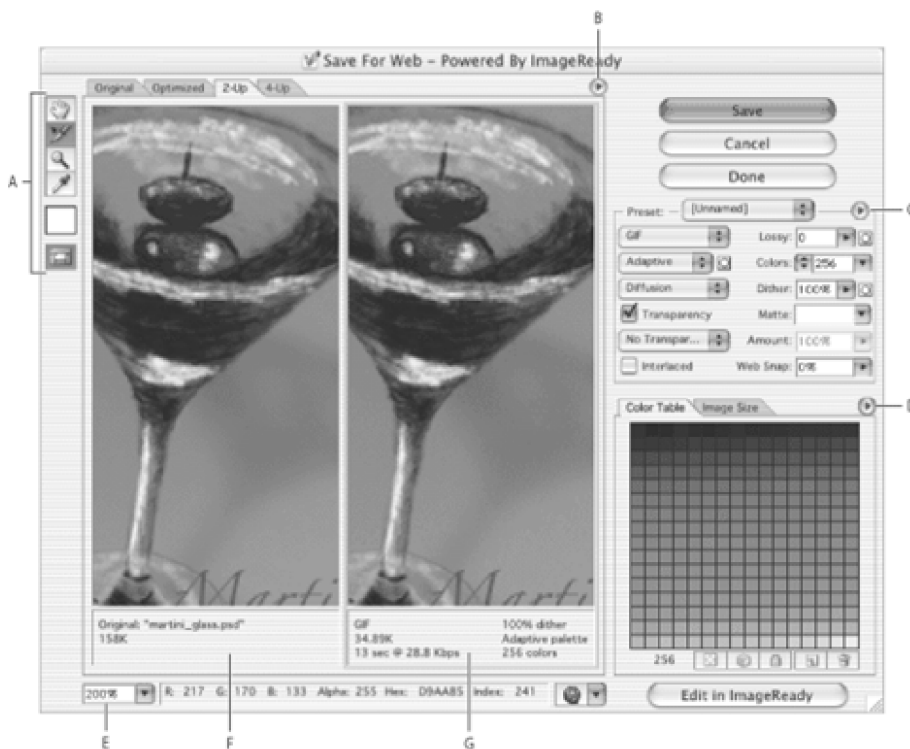 B
Save For Web – Powered By ImageReady
Original Optimized 2-Up 4-Up
A
Save
Cancel
Done
Preset: [Unnamed]
C
GIF Lossy: 0
Adaptive Colors: 256
Diffusion Dither: 100%
Transparency Matte:
No Transpar... Amount: 100%
Interlaced Web Snap: 0%
Color Table Image Size
D
Marti Marti
Original: "martini_glass.psd"
158K
GIF 100% dither
34.89K Adaptive palette
13 sec @ 28.8 Kbps 256 colors
256
200% R: 217 G: 170 B: 133 Alpha: 255 Hex: D9AA85 Index: 241
Edit in ImageReady
E F G